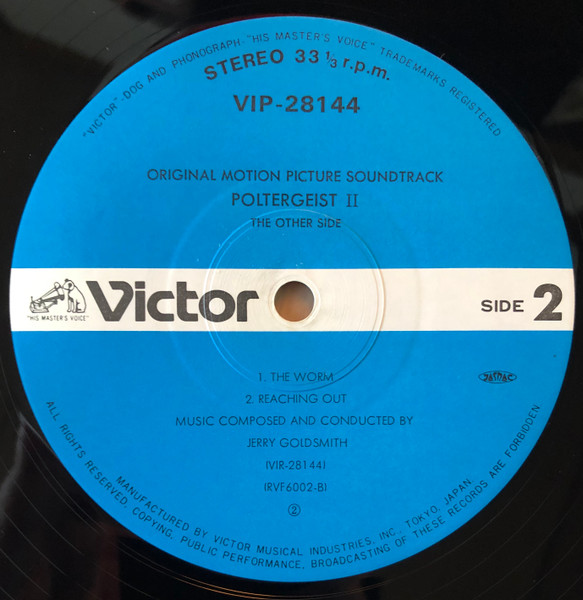 "VICTOR", DOG AND PHONOGRAPH, "HIS MASTER'S VOICE" TRADEMARKS REGISTERED
STEREO 33 1/3 r.p.m.
VIP-28144
ORIGINAL MOTION PICTURE SOUNDTRACK
POLTERGEIST II
THE OTHER SIDE
"HIS MASTER'S VOICE"
Victor
SIDE 2
1. THE WORM
2. REACHING OUT
JASRAC
MUSIC COMPOSED AND CONDUCTED BY
JERRY GOLDSMITH
(VIR-28144)
(RVF6002-B)
②
MANUFACTURED BY VICTOR MUSICAL INDUSTRIES, INC., TOKYO, JAPAN.
ALL RIGHTS RESERVED. COPYING, PUBLIC PERFORMANCE, BROADCASTING OF THESE RECORDS ARE FORBIDDEN